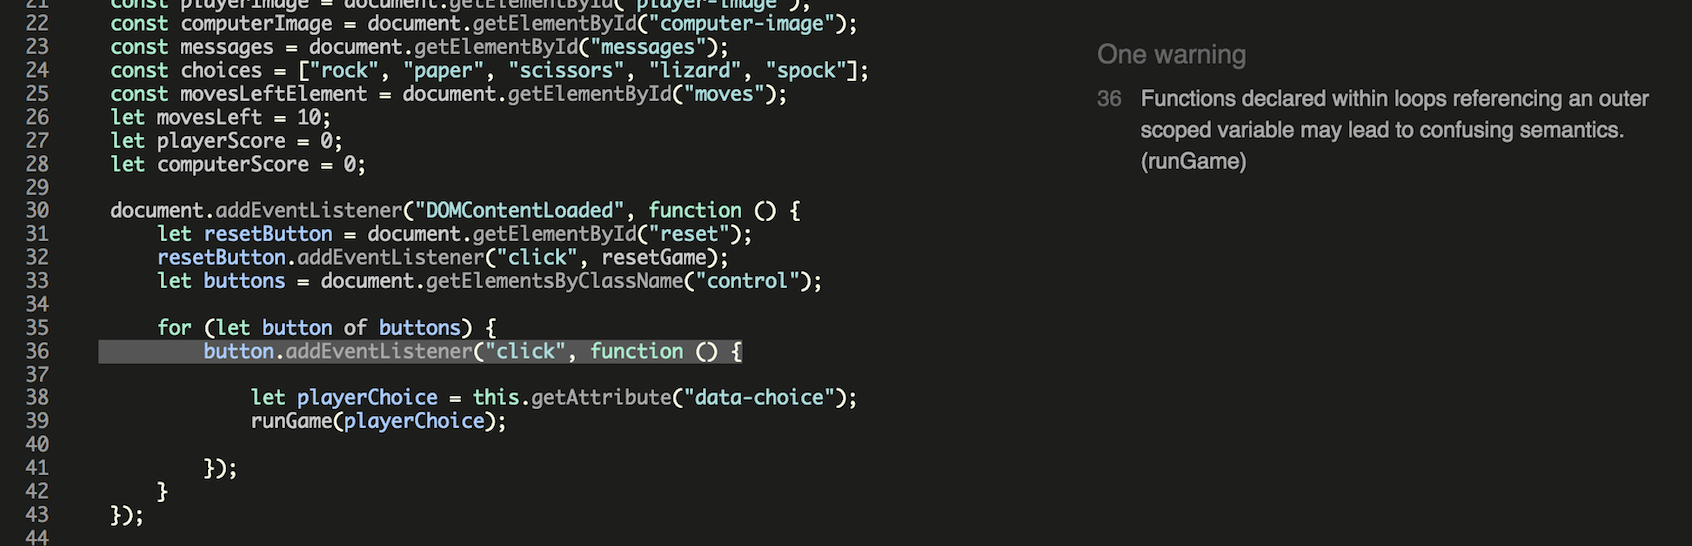 21 const playerImage = document.getElementById("player-image");
22 const computerImage = document.getElementById("computer-image");
23 const messages = document.getElementById("messages");
24 const choices = ["rock", "paper", "scissors", "lizard", "spock"];
25 const movesLeftElement = document.getElementById("moves");
26 let movesLeft = 10;
27 let playerScore = 0;
28 let computerScore = 0;
29
30 document.addEventListener("DOMContentLoaded", function () {
31     let resetButton = document.getElementById("reset");
32     resetButton.addEventListener("click", resetGame);
33     let buttons = document.getElementsByClassName("control");
34
35     for (let button of buttons) {
36         button.addEventListener("click", function () {
37
38             let playerChoice = this.getAttribute("data-choice");
39             runGame(playerChoice);
40
41         });
42     }
43 });
44
One warning
36 Functions declared within loops referencing an outer
scoped variable may lead to confusing semantics.
(runGame)